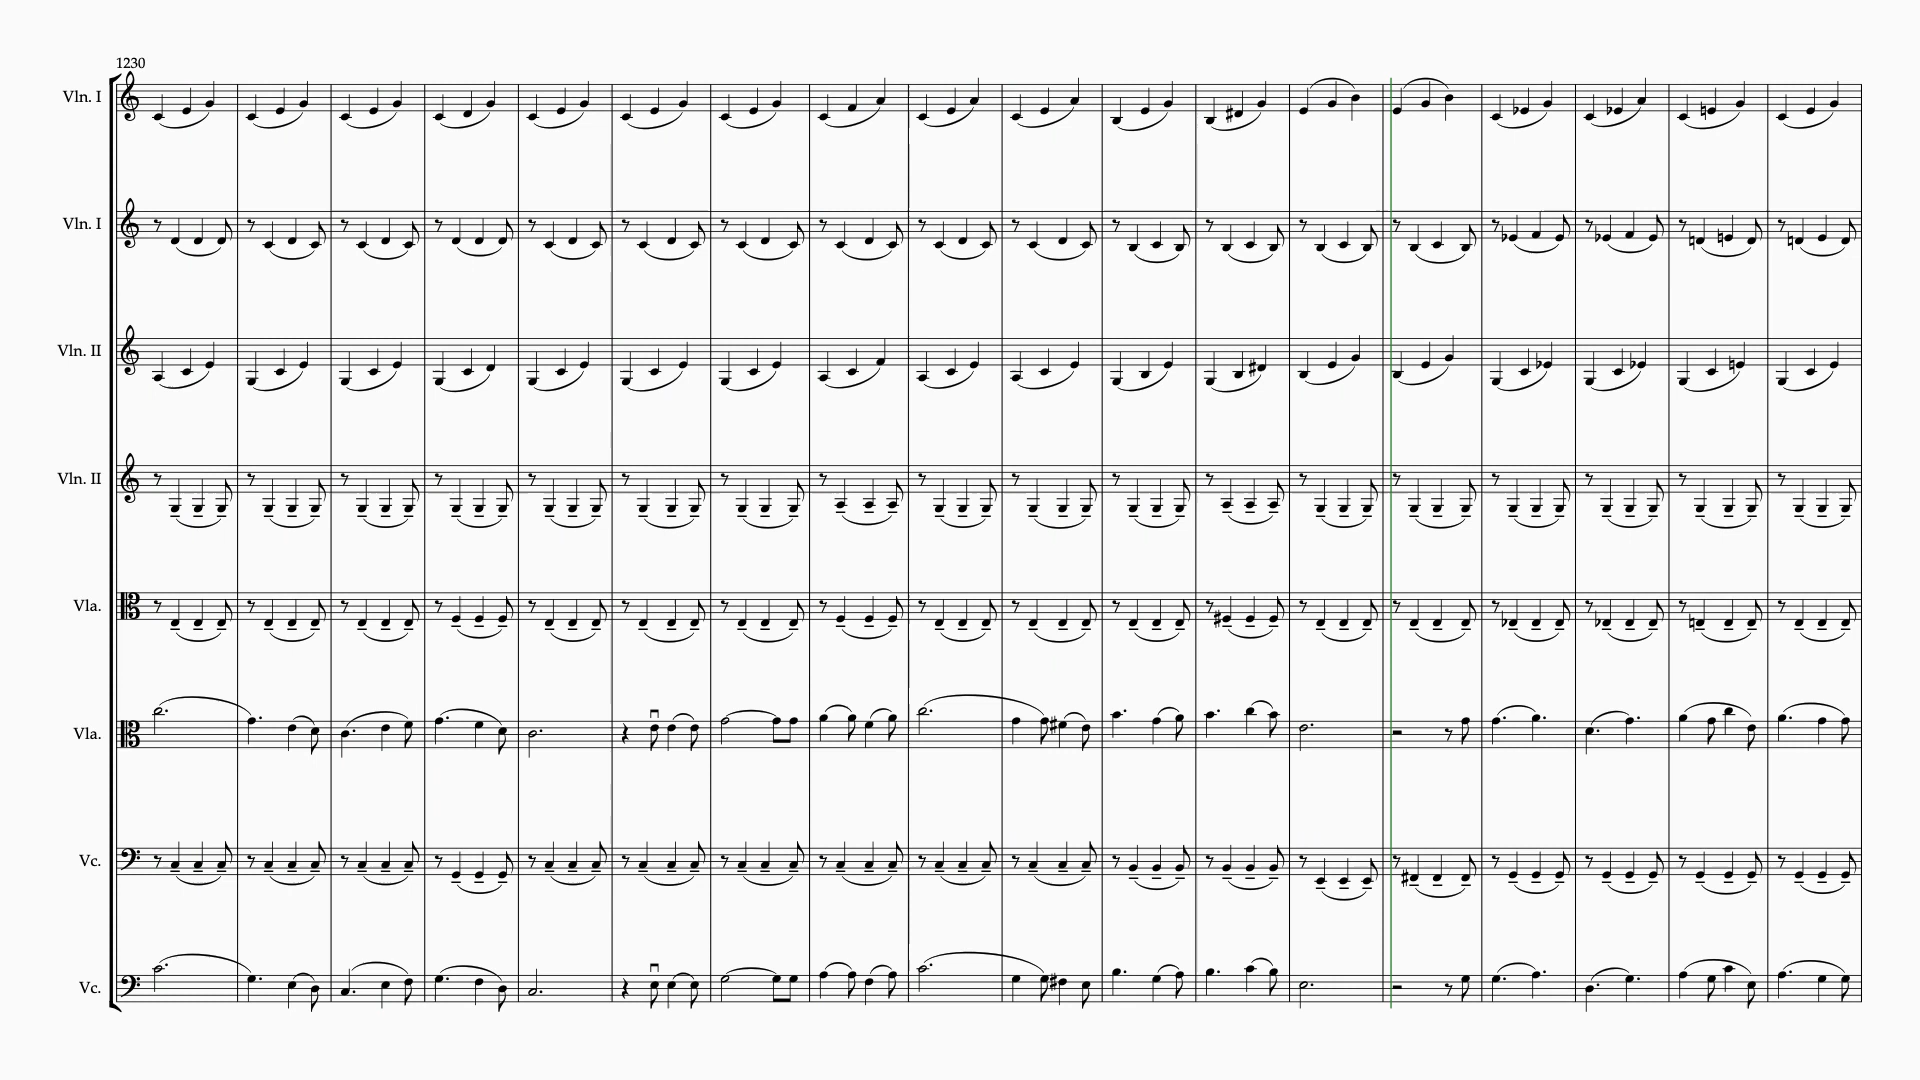 1230
Vln. I
Vln. I
Vln. II
Vln. II
Vla.
Vla.
Vc.
Vc.